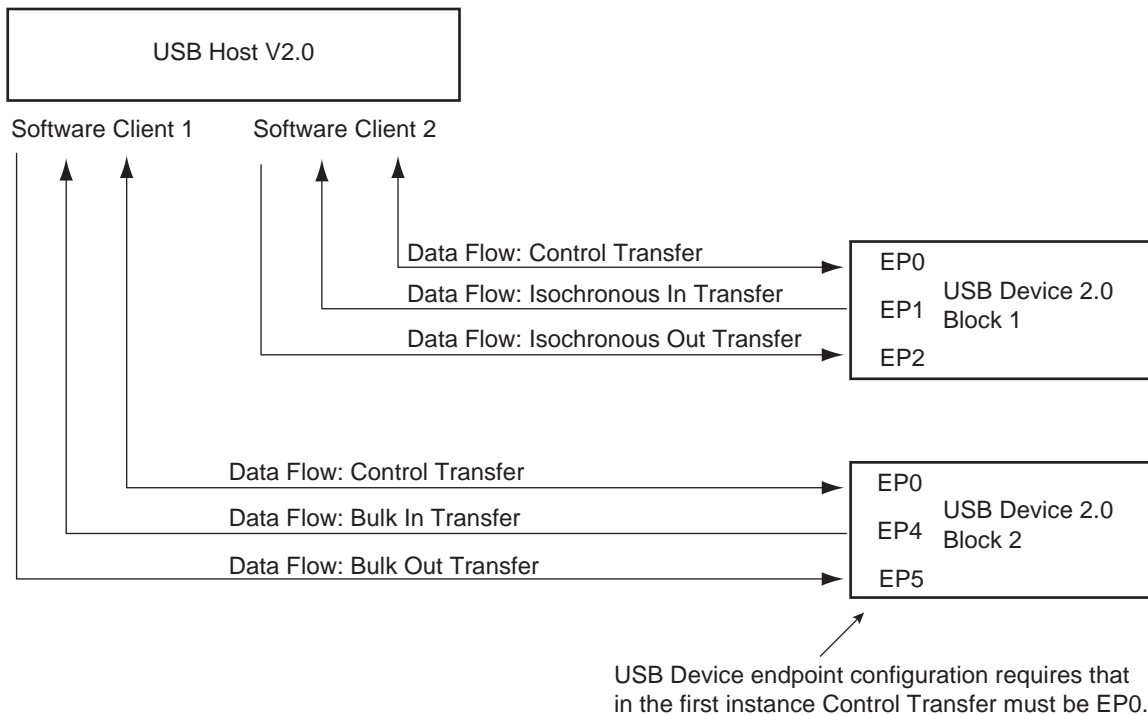 USB Host V2.0
Software Client 1
Software Client 2
Data Flow: Control Transfer
EP0
Data Flow: Isochronous In Transfer
EP1
USB Device 2.0
Block 1
Data Flow: Isochronous Out Transfer
EP2
Data Flow: Control Transfer
EP0
Data Flow: Bulk In Transfer
EP4
USB Device 2.0
Block 2
Data Flow: Bulk Out Transfer
EP5
USB Device endpoint configuration requires that
in the first instance Control Transfer must be EP0.